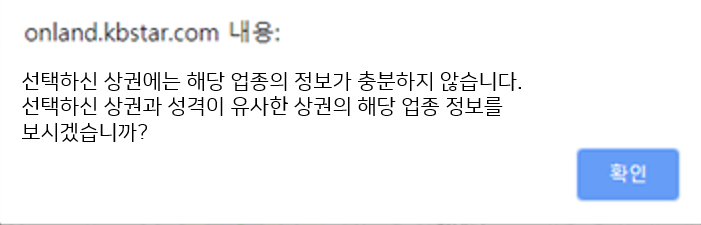 onland.kbstar.com 내용:
선택하신 상권에는 해당 업종의 정보가 충분하지 않습니다.
선택하신 상권과 성격이 유사한 상권의 해당 업종 정보를
보시겠습니까?
확인